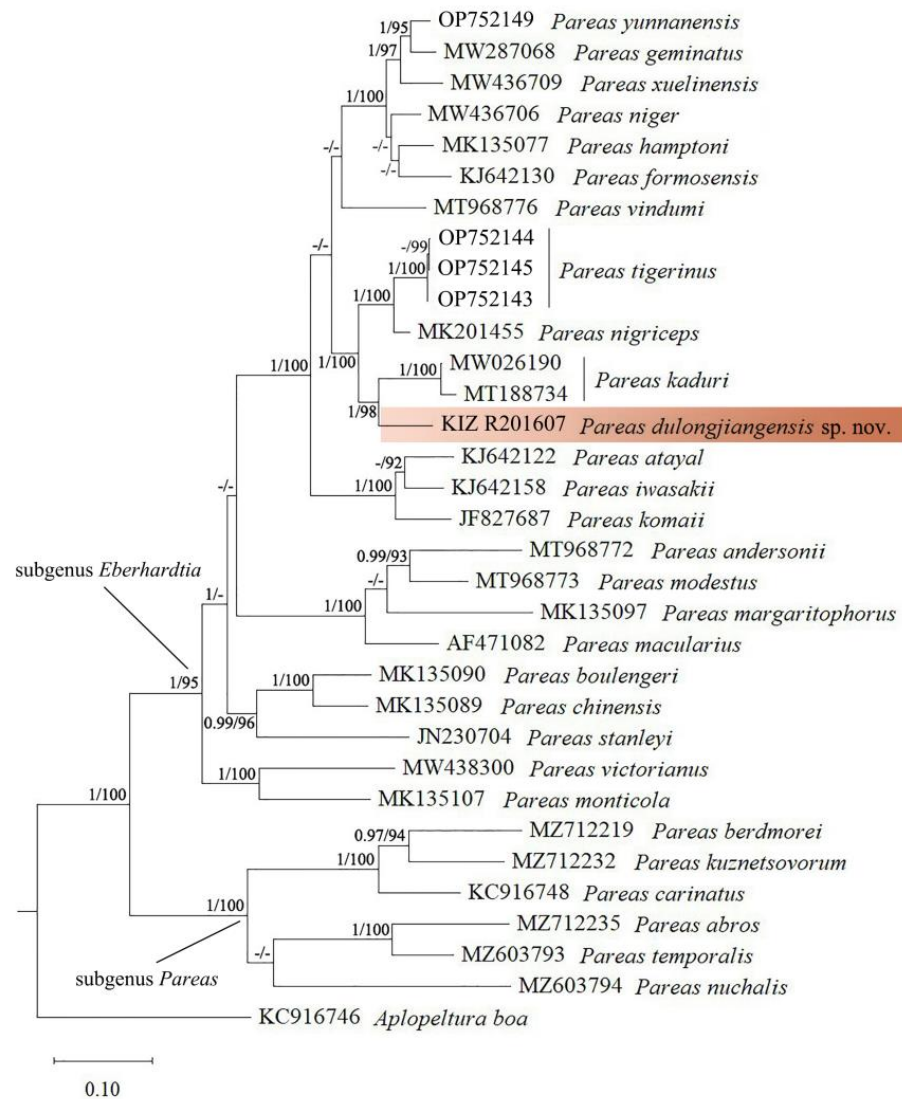 1/95
OP752149 Pareas yunnanensis
1/97
MW287068 Pareas geminatus
MW436709 Pareas xuelinensis
1/100
MW436706 Pareas niger
-/-
MK135077 Pareas hamptoni
-/-
-/-
KJ642130 Pareas formosensis
MT968776 Pareas vindumi
-/-
-/99
OP752144
OP752145 Pareas tigerinus
1/100
OP752143
1/100
MK201455 Pareas nigriceps
1/100
1/100
MW026190
1/100
Pareas kaduri
MT188734
1/98
KIZ R201607 Pareas dulongjiangensis sp. nov.
-/92
KJ642122 Pareas atayal
1/100
KJ642158 Pareas iwasakii
-/-
JF827687 Pareas komaii
0.99/93
MT968772 Pareas andersonii
subgenus Eberhardtia
-/-
MT968773 Pareas modestus
1/-
1/100
MK135097 Pareas margaritophorus
AF471082 Pareas macularius
1/100
MK135090 Pareas boulengeri
1/95
MK135089 Pareas chinensis
0.99/96
JN230704 Pareas stanleyi
1/100
MW438300 Pareas victorianus
1/100
MK135107 Pareas monticola
0.97/94
MZ712219 Pareas berdmorei
1/100
MZ712232 Pareas kuznetsovorum
KC916748 Pareas carinatus
1/100
1/100
MZ712235 Pareas abros
-/-
MZ603793 Pareas temporalis
subgenus Pareas
MZ603794 Pareas nuchalis
KC916746 Aplopeltura boa
0.10